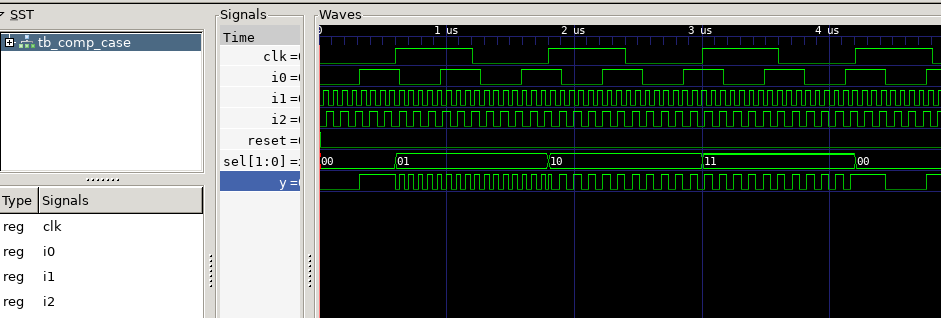 SST
tb_comp_case
Type Signals
reg clk
reg i0
reg i1
reg i2
Signals
Time
clk=0
i0=0
i1=0
i2=0
reset=0
sel[1:0]=
y=0
Waves
0 1 us 2 us 3 us 4 us
00 01 10 11 00